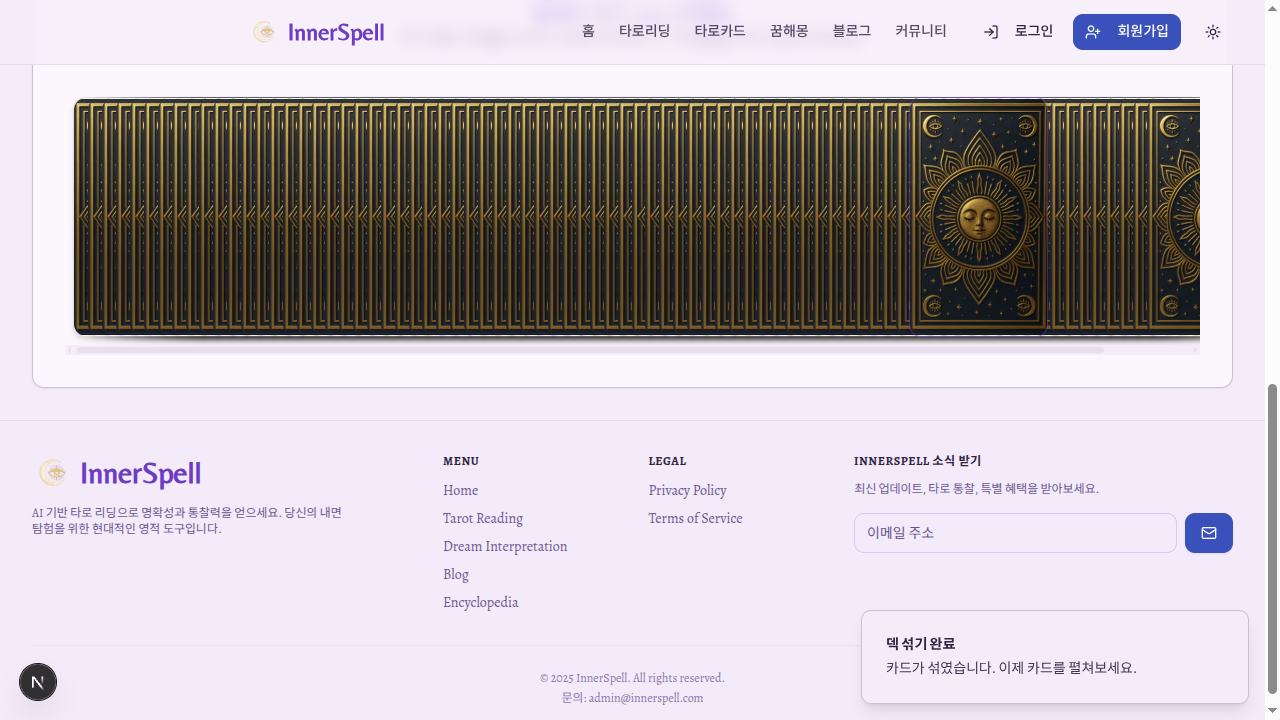 InnerSpell
홈
타로리딩
타로카드
꿈해몽
블로그
커뮤니티
로그인
회원가입
InnerSpell
AI 기반 타로 리딩으로 명확성과 통찰력을 얻으세요. 당신의 내면
탐험을 위한 현대적인 영적 도구입니다.
MENU
Home
Tarot Reading
Dream Interpretation
Blog
Encyclopedia
LEGAL
Privacy Policy
Terms of Service
INNERSPELL 소식 받기
최신 업데이트, 타로 통찰, 특별 혜택을 받아보세요.
이메일 주소
덱 섞기 완료
카드가 섞였습니다. 이제 카드를 펼쳐보세요.
N
© 2025 InnerSpell. All rights reserved.
문의: admin@innerspell.com